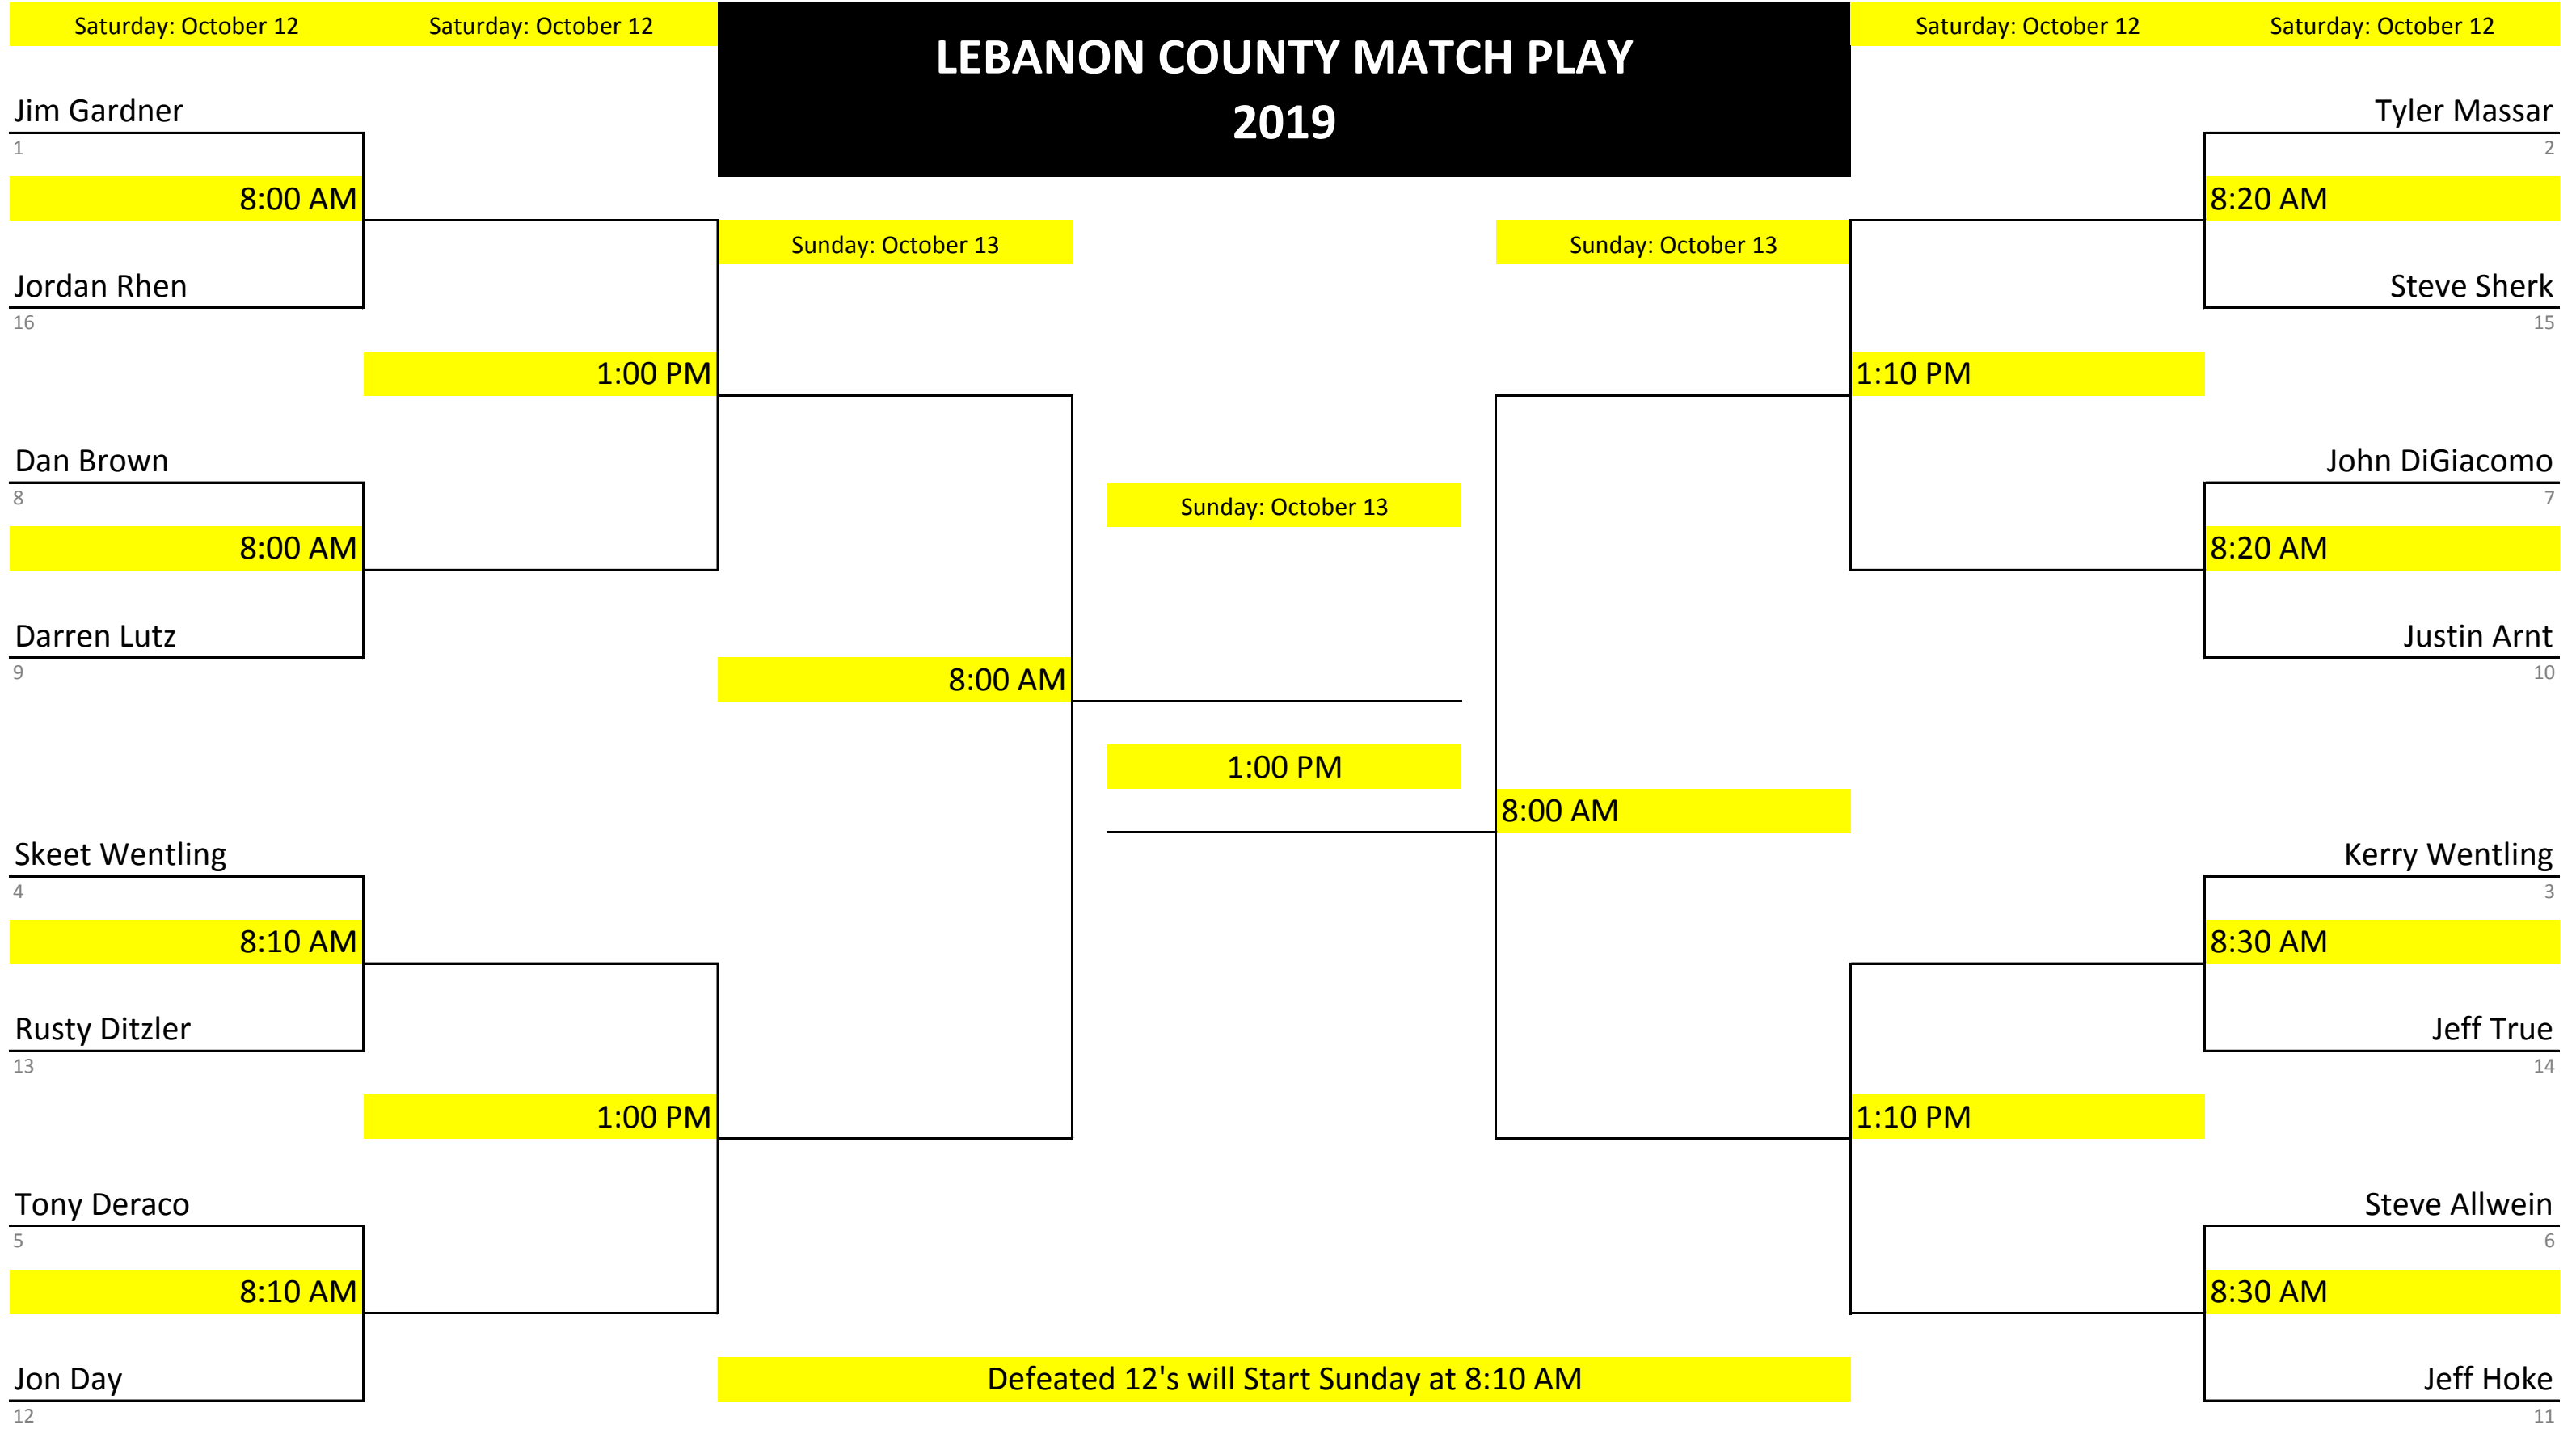 Saturday: October 12
Saturday: October 12
LEBANON COUNTY MATCH PLAY
2019
Saturday: October 12
Saturday: October 12
Jim Gardner
1
8:00 AM
Jordan Rhen
16
1:00 PM
Dan Brown
8
8:00 AM
Darren Lutz
9
Sunday: October 13
8:00 AM
Skeet Wentling
4
8:10 AM
Rusty Ditzler
13
1:00 PM
Tony Deraco
5
8:10 AM
Jon Day
12
Sunday: October 13
1:00 PM
Sunday: October 13
8:00 AM
Tyler Massar
2
8:20 AM
Steve Sherk
15
1:10 PM
John DiGiacomo
7
8:20 AM
Justin Arnt
10
Kerry Wentling
3
8:30 AM
Jeff True
14
1:10 PM
Steve Allwein
6
8:30 AM
Jeff Hoke
11
Defeated 12's will Start Sunday at 8:10 AM